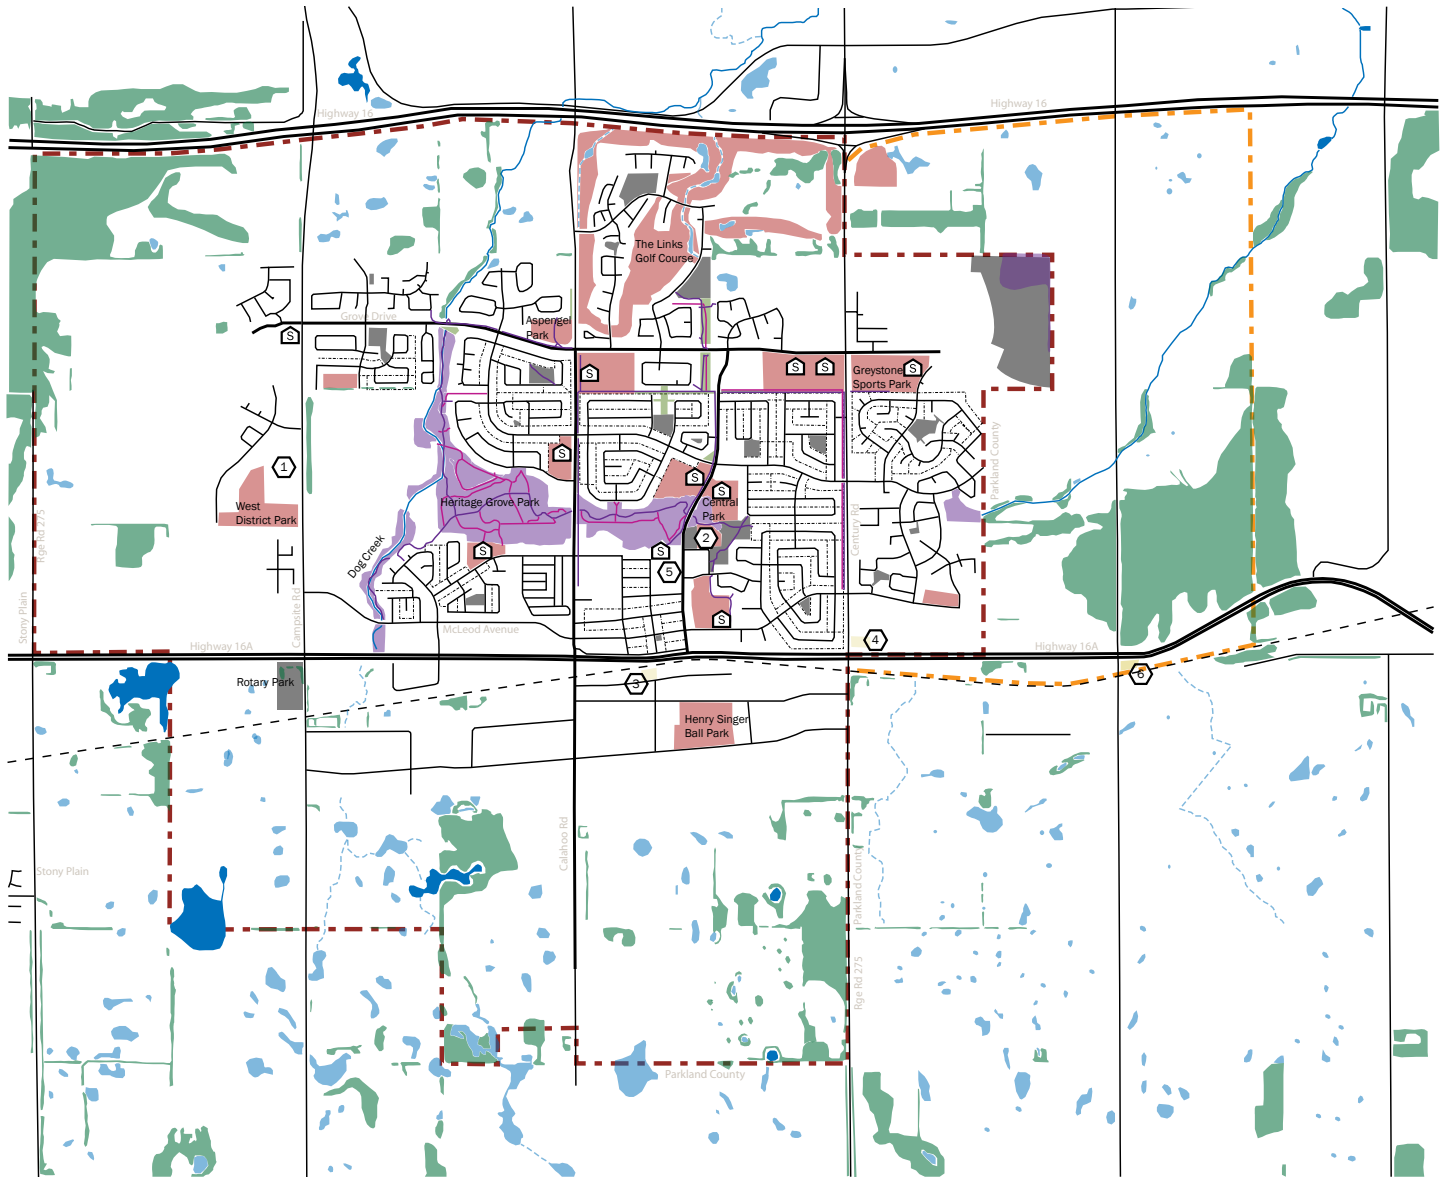 Highway 16
Highway 16
The Links
Golf Course
Grove Drive
Aspengel
Park
S
S
S
S
S
Greystone
Sports Park
Parkland County
S
1
S
S
West
District Park
Heritage Grove Park
Central
Park
Rge Rd 275
Century Rd
2
Dog Creek
S
S
5
Stony Plain
Campsite Rd
S
McLeod Avenue
4
Highway 16A
Highway 16A
Rotary Park
3
6
Henry Singer
Ball Park
Calahoo Rd
Stony Plain
Parkland County
Rge Rd 275
Parkland County